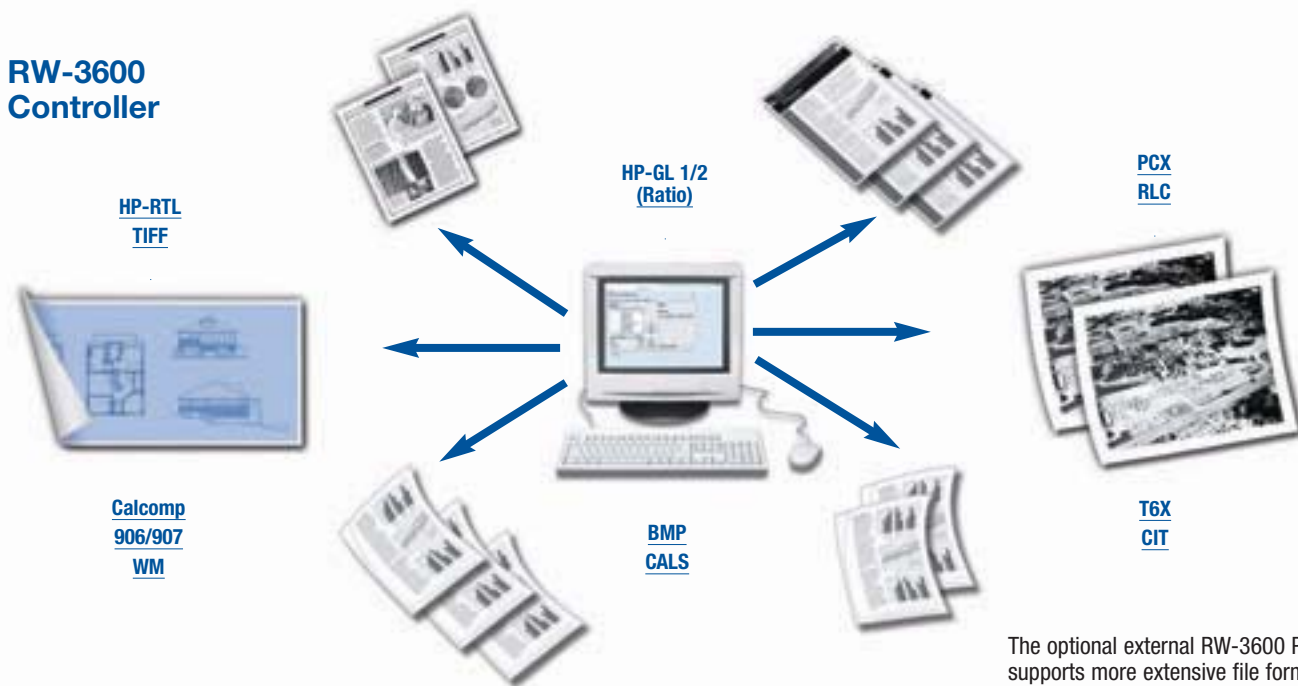 RW-3600
Controller
HP-GL 1/2
(Ratio)
PCX
RLC
HP-RTL
TIFF
Calcomp
906/907
WM
BMP
CALS
T6X
CIT
The optional external RW-3600
supports more extensive file